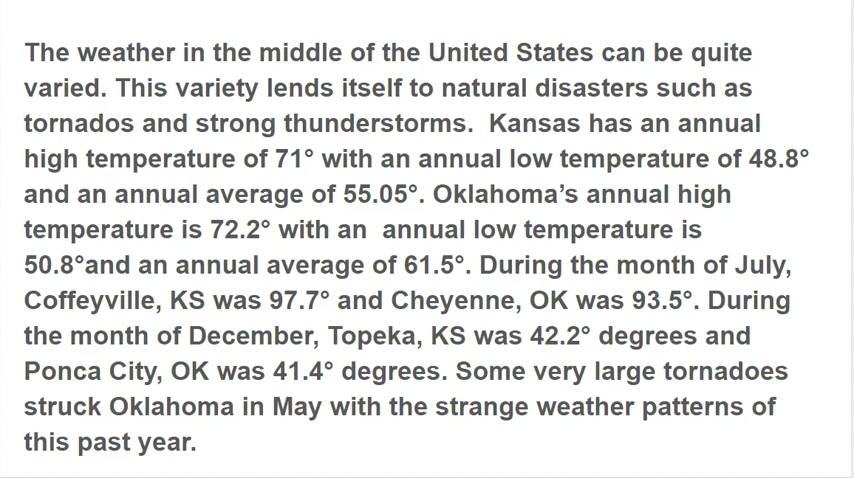 The weather in the middle of the United States can be quite
varied. This variety lends itself to natural disasters such as
tornados and strong thunderstorms.  Kansas has an annual
high temperature of 71° with an annual low temperature of 48.8°
and an annual average of 55.05°. Oklahoma’s annual high
temperature is 72.2° with an  annual low temperature is
50.8°and an annual average of 61.5°. During the month of July,
Coffeyville, KS was 97.7° and Cheyenne, OK was 93.5°. During
the month of December, Topeka, KS was 42.2° degrees and
Ponca City, OK was 41.4° degrees. Some very large tornadoes
struck Oklahoma in May with the strange weather patterns of
this past year.